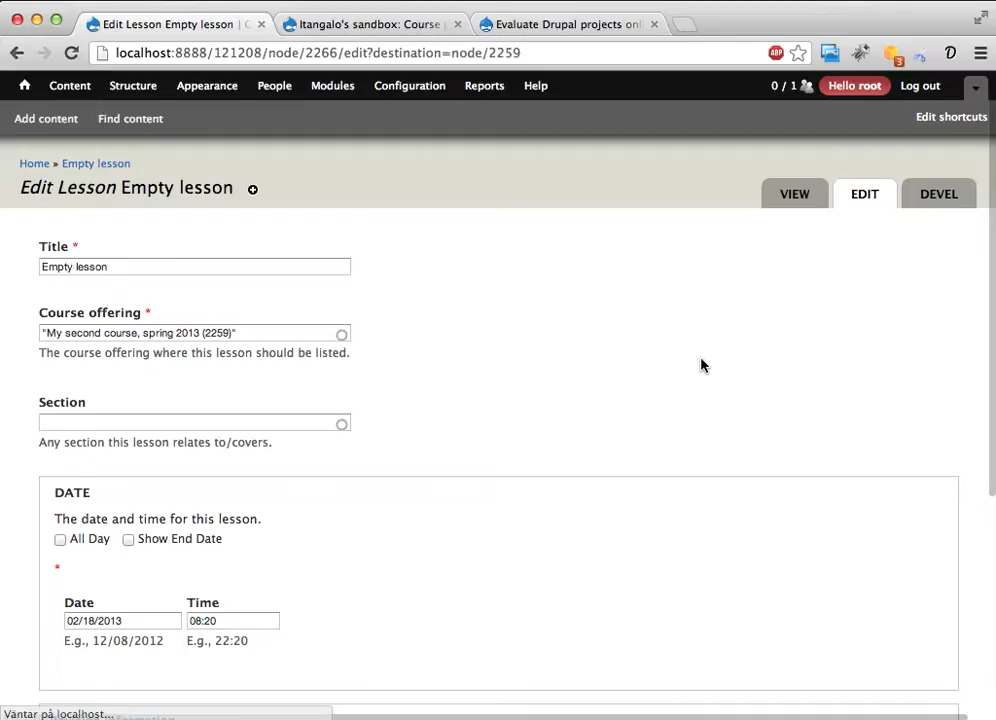 Edit Lesson Empty lesson | C
Itangalo's sandbox: Course
Evaluate Drupal projects onl
localhost:8888/121208/node/2266/edit?destination=node/2259
ABP
3
D
Content Structure Appearance People Modules Configuration Reports Help 0 / 1 Hello root Log out
Add content Find content Edit shortcuts
Home » Empty lesson
Edit Lesson Empty lesson
VIEW EDIT DEVEL
Title *
Empty lesson
Course offering *
"My second course, spring 2013 (2259)"
The course offering where this lesson should be listed.
Section
Any section this lesson relates to/covers.
DATE
The date and time for this lesson.
All Day Show End Date
*
Date Time
02/18/2013 08:20
E.g., 12/08/2012 E.g., 22:20
Väntar på localhost...